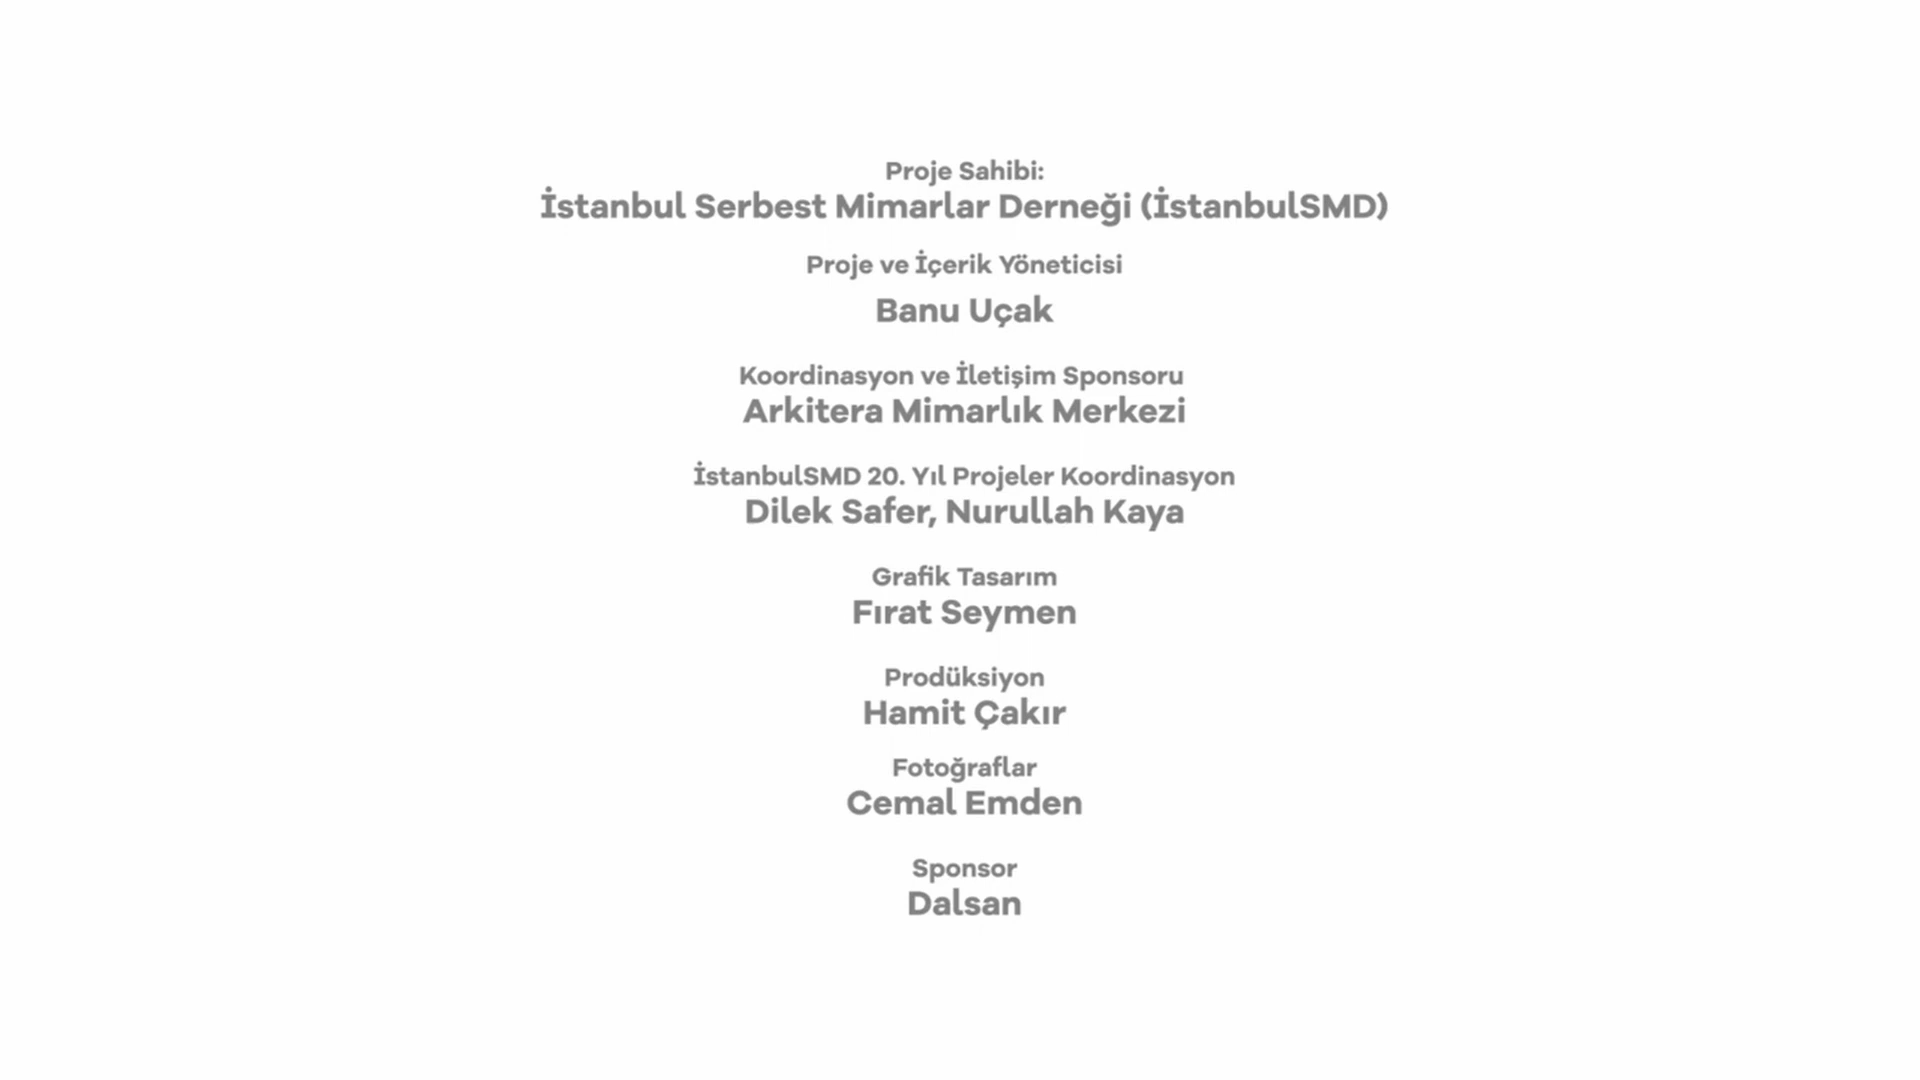 Proje Sahibi:
İstanbul Serbest Mimarlar Derneği (İstanbulSMD)
Proje ve İçerik Yöneticisi
Banu Uçak
Koordinasyon ve İletişim Sponsoru
Arkitera Mimarlık Merkezi
İstanbulSMD 20. Yıl Projeler Koordinasyon
Dilek Safer, Nurullah Kaya
Grafik Tasarım
Fırat Seymen
Prodüksiyon
Hamit Çakır
Fotoğraflar
Cemal Emden
Sponsor
Dalsan